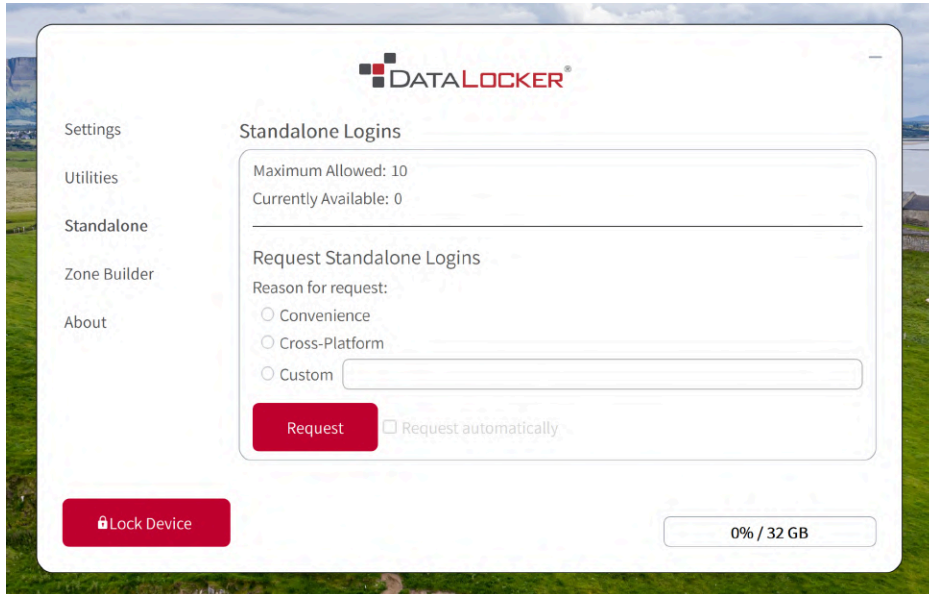 DATALOCKER®
Settings
Utilities
Standalone
Zone Builder
About
Standalone Logins
Maximum Allowed: 10
Currently Available: 0
Request Standalone Logins
Reason for request:
Convenience
Cross-Platform
Custom
Request
Request automatically
Lock Device
0% / 32 GB